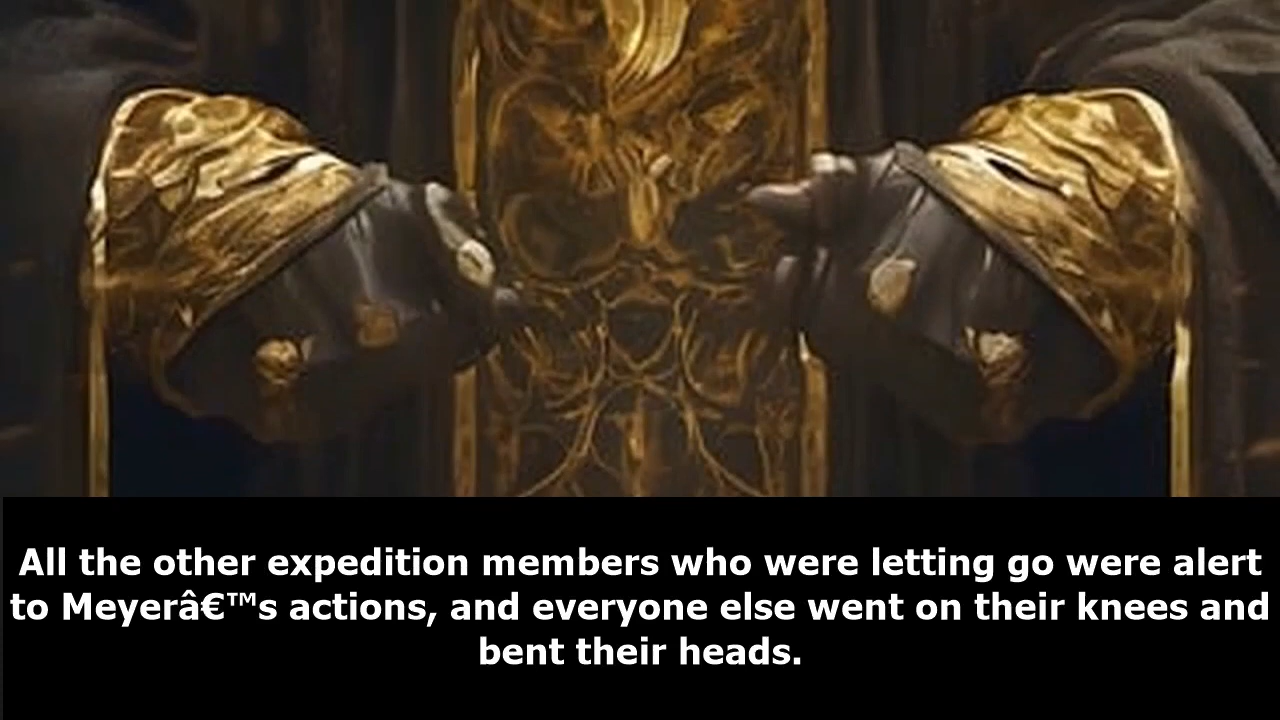 All the other expedition members who were letting go were alert
to Meyerâ€™s actions, and everyone else went on their knees and
bent their heads.